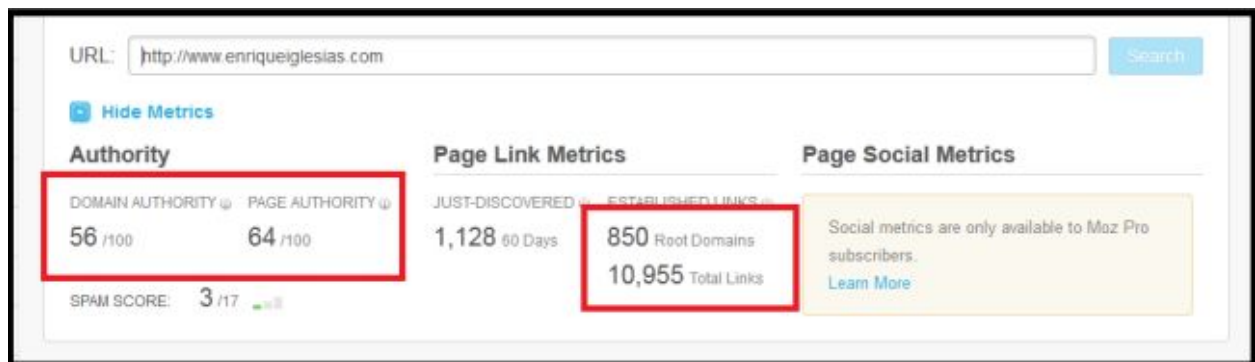 URL: http://www.enriqueiglesias.com Search
Hide Metrics
Authority
DOMAIN AUTHORITY PAGE AUTHORITY
56 /100 64 /100
SPAM SCORE: 3 /17
Page Link Metrics
JUST-DISCOVERED ESTABLISHED LINKS
1,128 60 Days 850 Root Domains
10,955 Total Links
Page Social Metrics
Social metrics are only available to Moz Pro
subscribers.
Learn More